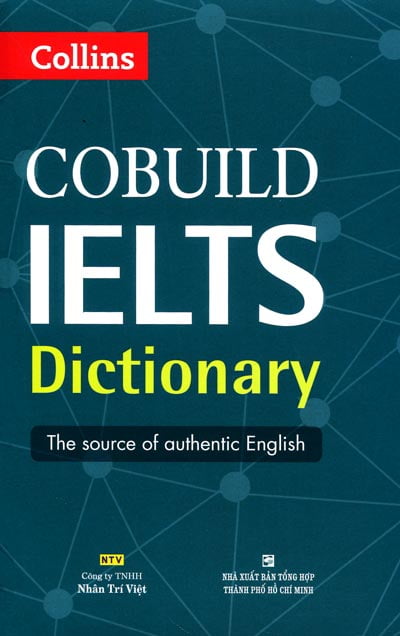 Collins
COBUILD
IELTS
Dictionary
The source of authentic English
NTV
Công ty TNHH
Nhân Trí Việt
NHÀ XUẤT BẢN TỔNG HỢP
THÀNH PHỐ HỒ CHÍ MINH